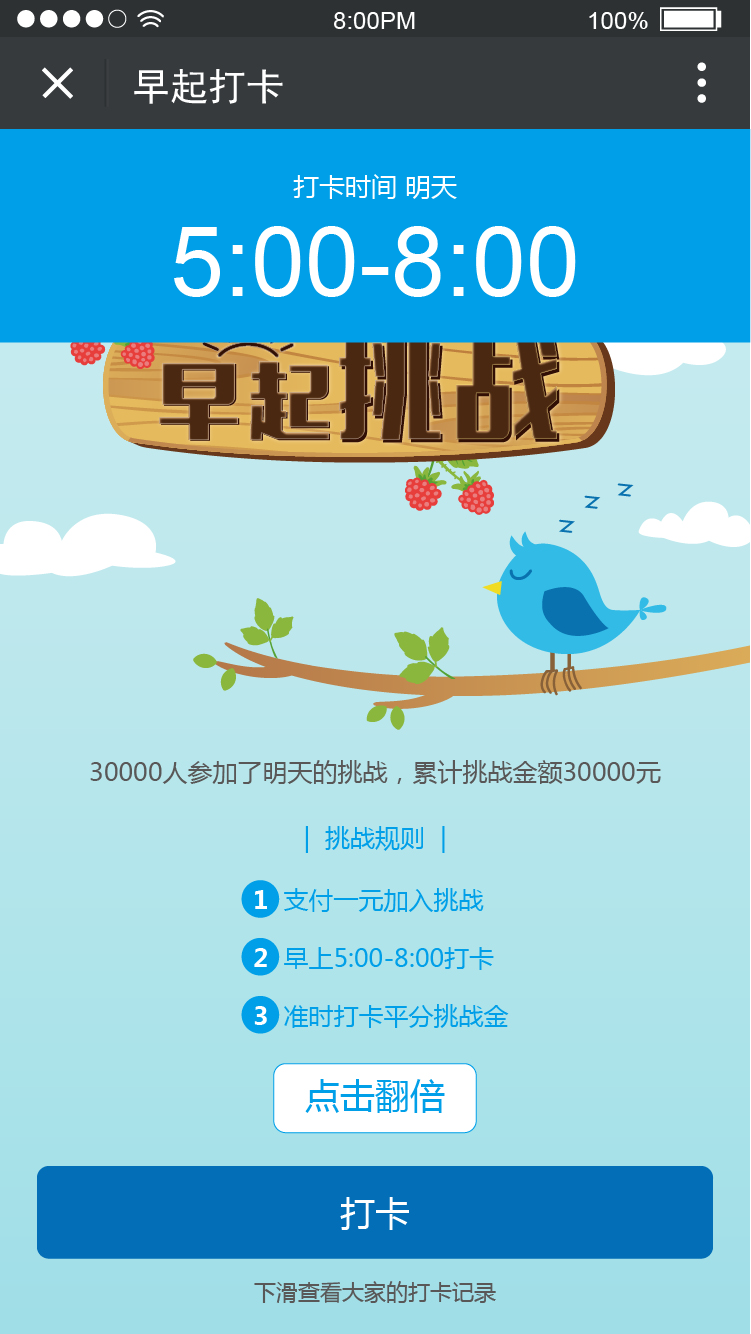 8:00PM 100%
早起打卡
打卡时间 明天
5:00-8:00
早起挑战
z z z
30000人参加了明天的挑战，累计挑战金额30000元
| 挑战规则 |
1 支付一元加入挑战
2 早上5:00-8:00打卡
3 准时打卡平分挑战金
点击翻倍
打卡
下滑查看大家的打卡记录